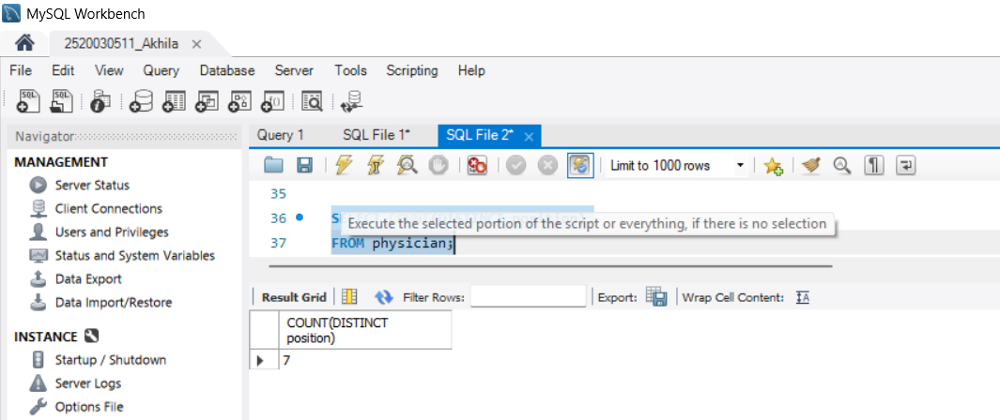 MySQL Workbench
2520030511_Akhila
File Edit View Query Database Server Tools Scripting Help
SQL SQL
Navigator
MANAGEMENT
Server Status
Client Connections
Users and Privileges
Status and System Variables
Data Export
Data Import/Restore
INSTANCE
Startup / Shutdown
Server Logs
Options File
Query 1 SQL File 1* SQL File 2*
Limit to 1000 rows
35
36
Execute the selected portion of the script or everything, if there is no selection
37 FROM physician;
Result Grid Filter Rows: Export: Wrap Cell Content: IA
COUNT(DISTINCT
position)
7